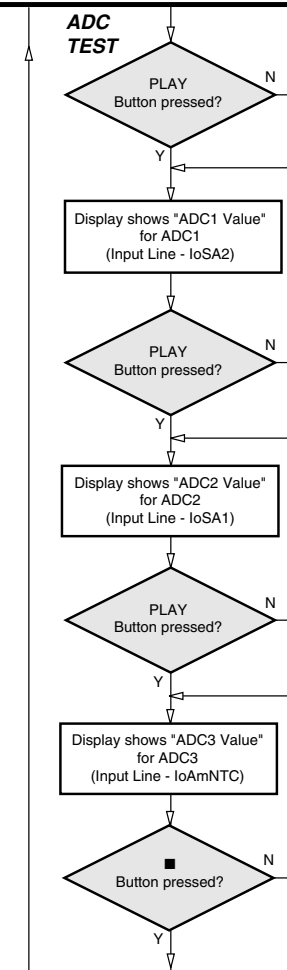 ADC
TEST
PLAY
Button pressed?
N
Y
Display shows "ADC1 Value"
for ADC1
(Input Line - IoSA2)
PLAY
Button pressed?
N
Y
Display shows "ADC2 Value"
for ADC2
(Input Line - IoSA1)
PLAY
Button pressed?
N
Y
Display shows "ADC3 Value"
for ADC3
(Input Line - IoAmNTC)
■
Button pressed?
N
Y